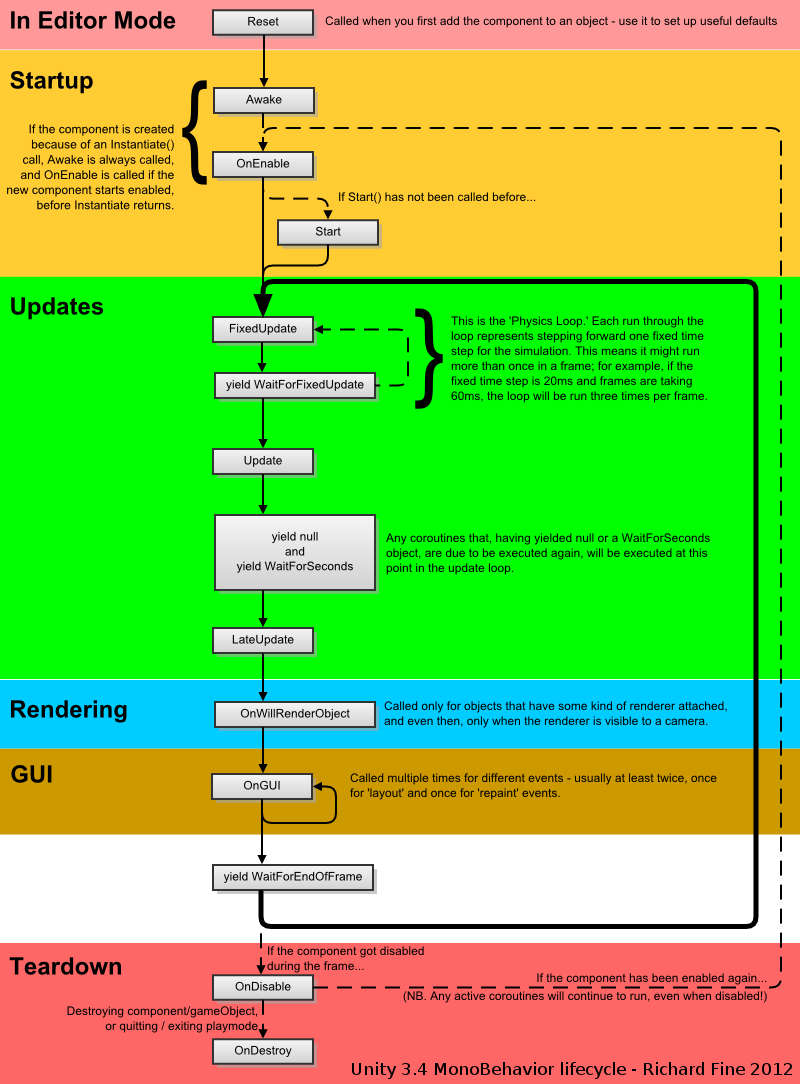 In Editor Mode
Reset
Called when you first add the component to an object - use it to set up useful defaults
Startup
Awake
If the component is created
because of an Instantiate()
call, Awake is always called,
and OnEnable is called if the
new component starts enabled,
before Instantiate returns.
OnEnable
If Start() has not been called before...
Start
Updates
FixedUpdate
yield WaitForFixedUpdate
This is the 'Physics Loop.' Each run through the
loop represents stepping forward one fixed time
step for the simulation. This means it might run
more than once in a frame; for example, if the
fixed time step is 20ms and frames are taking
60ms, the loop will be run three times per frame.
Update
yield null
and
yield WaitForSeconds
Any coroutines that, having yielded null or a WaitForSeconds
object, are due to be executed again, will be executed at this
point in the update loop.
LateUpdate
Rendering
OnWillRenderObject
Called only for objects that have some kind of renderer attached,
and even then, only when the renderer is visible to a camera.
GUI
OnGUI
Called multiple times for different events - usually at least twice, once
for 'layout' and once for 'repaint' events.
yield WaitForEndOfFrame
Teardown
If the component got disabled
during the frame...
OnDisable
If the component has been enabled again...
(NB. Any active coroutines will continue to run, even when disabled!)
Destroying component/gameObject,
or quitting / exiting playmode
OnDestroy
Unity 3.4 MonoBehavior lifecycle - Richard Fine 2012